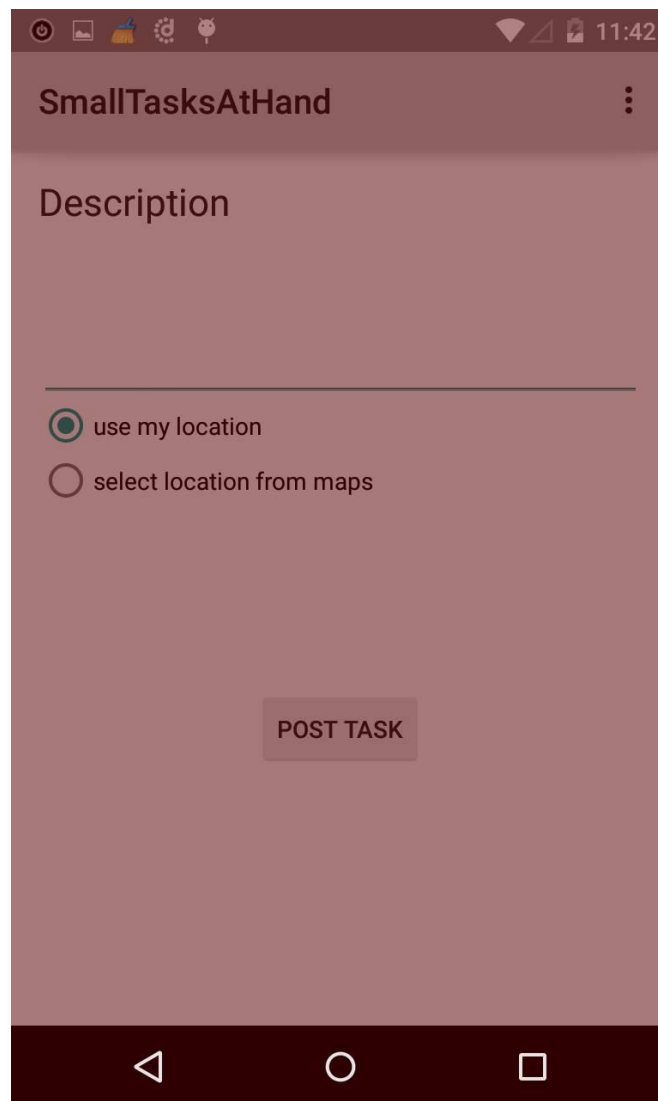 11:42
SmallTasksAtHand
Description
use my location
select location from maps
POST TASK